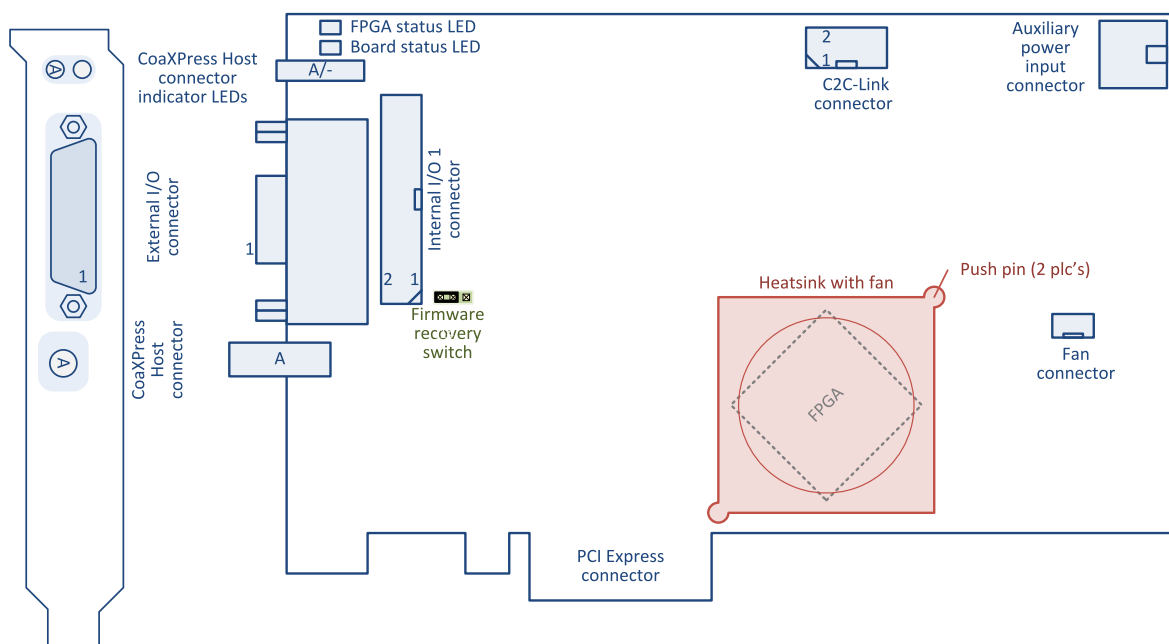 FPGA status LED
Board status LED
CoaXPress Host
connector
indicator LEDs
A/-
A
2
1
C2C-Link
connector
Auxiliary
power
input
connector
External I/O
connector
1
1
Internal I/O 1
connector
2 1
Firmware
recovery
switch
CoaXPress
Host
connector
A
A
Heatsink with fan
Push pin (2 plc's)
FPGA
Fan
connector
PCI Express
connector